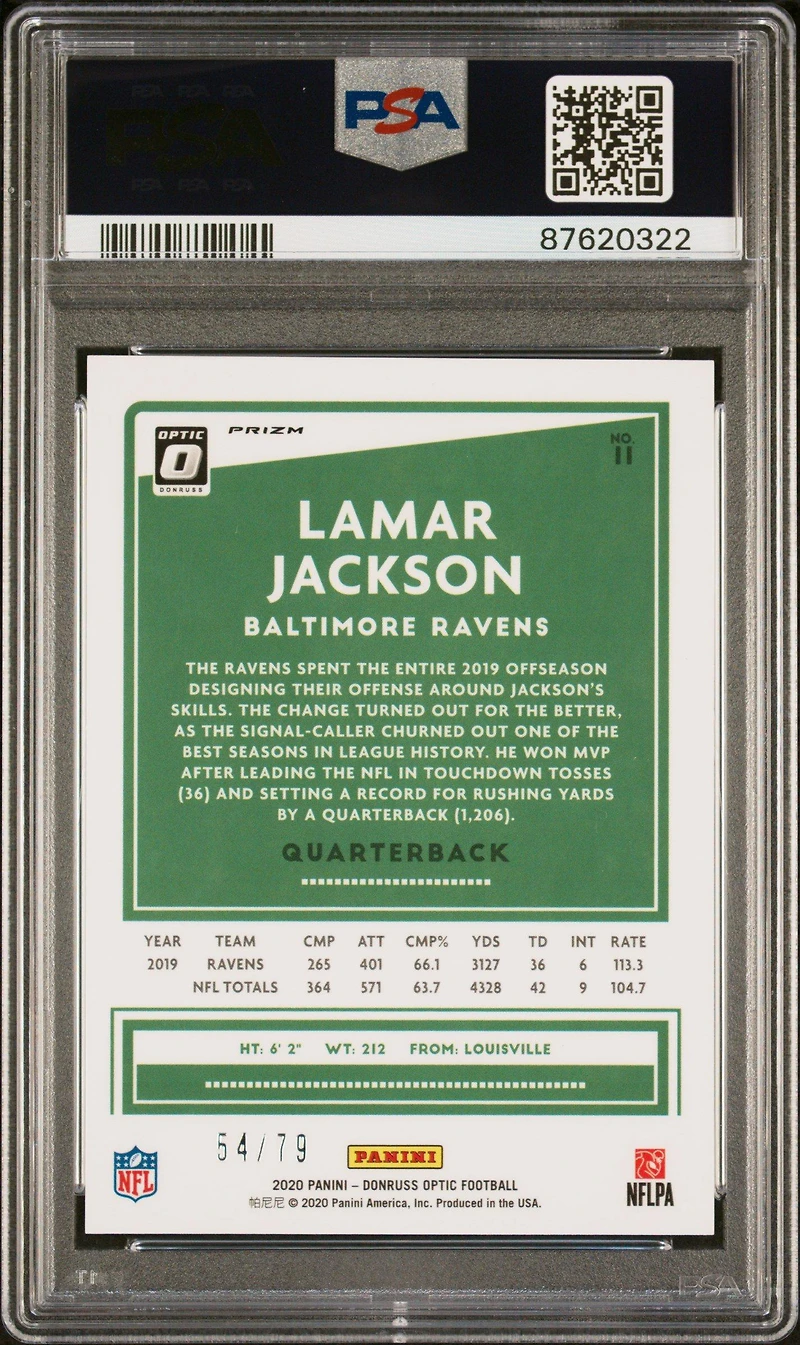 PSA
87620322
OPTIC
DONRUSS
PRIZM
NO.
11
LAMAR
JACKSON
BALTIMORE RAVENS
THE RAVENS SPENT THE ENTIRE 2019 OFFSEASON
DESIGNING THEIR OFFENSE AROUND JACKSON'S
SKILLS. THE CHANGE TURNED OUT FOR THE BETTER,
AS THE SIGNAL-CALLER CHURNED OUT ONE OF THE
BEST SEASONS IN LEAGUE HISTORY. HE WON MVP
AFTER LEADING THE NFL IN TOUCHDOWN TOSSES
(36) AND SETTING A RECORD FOR RUSHING YARDS
BY A QUARTERBACK (1,206).
QUARTERBACK
YEAR TEAM CMP ATT CMP% YDS TD INT RATE
2019 RAVENS 265 401 66.1 3127 36 6 113.3
NFL TOTALS 364 571 63.7 4328 42 9 104.7
HT: 6' 2" WT: 212 FROM: LOUISVILLE
54/79
PANINI
NFL
NFLPA
2020 PANINI – DONRUSS OPTIC FOOTBALL
帕尼尼 © 2020 Panini America, Inc. Produced in the USA.
PSA